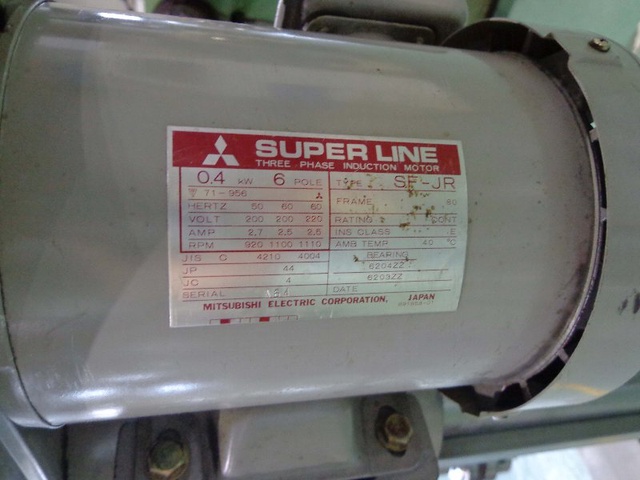 SUPER LINE
THREE PHASE INDUCTION MOTOR
0.4 KW 6 POLE TYPE SF-JR
71-956 FRAME 80
HERTZ 50 60 60 RATING CONT
VOLT 200 200 220 INS CLASS E
AMP 2.7 2.5 2.5 AMB TEMP 40 °C
RPM 920 1100 1110 BEARING
JIS C 4210 4004 6204ZZ
JP 44 6203ZZ
JC 4 DATE
SERIAL
MITSUBISHI ELECTRIC CORPORATION, JAPAN